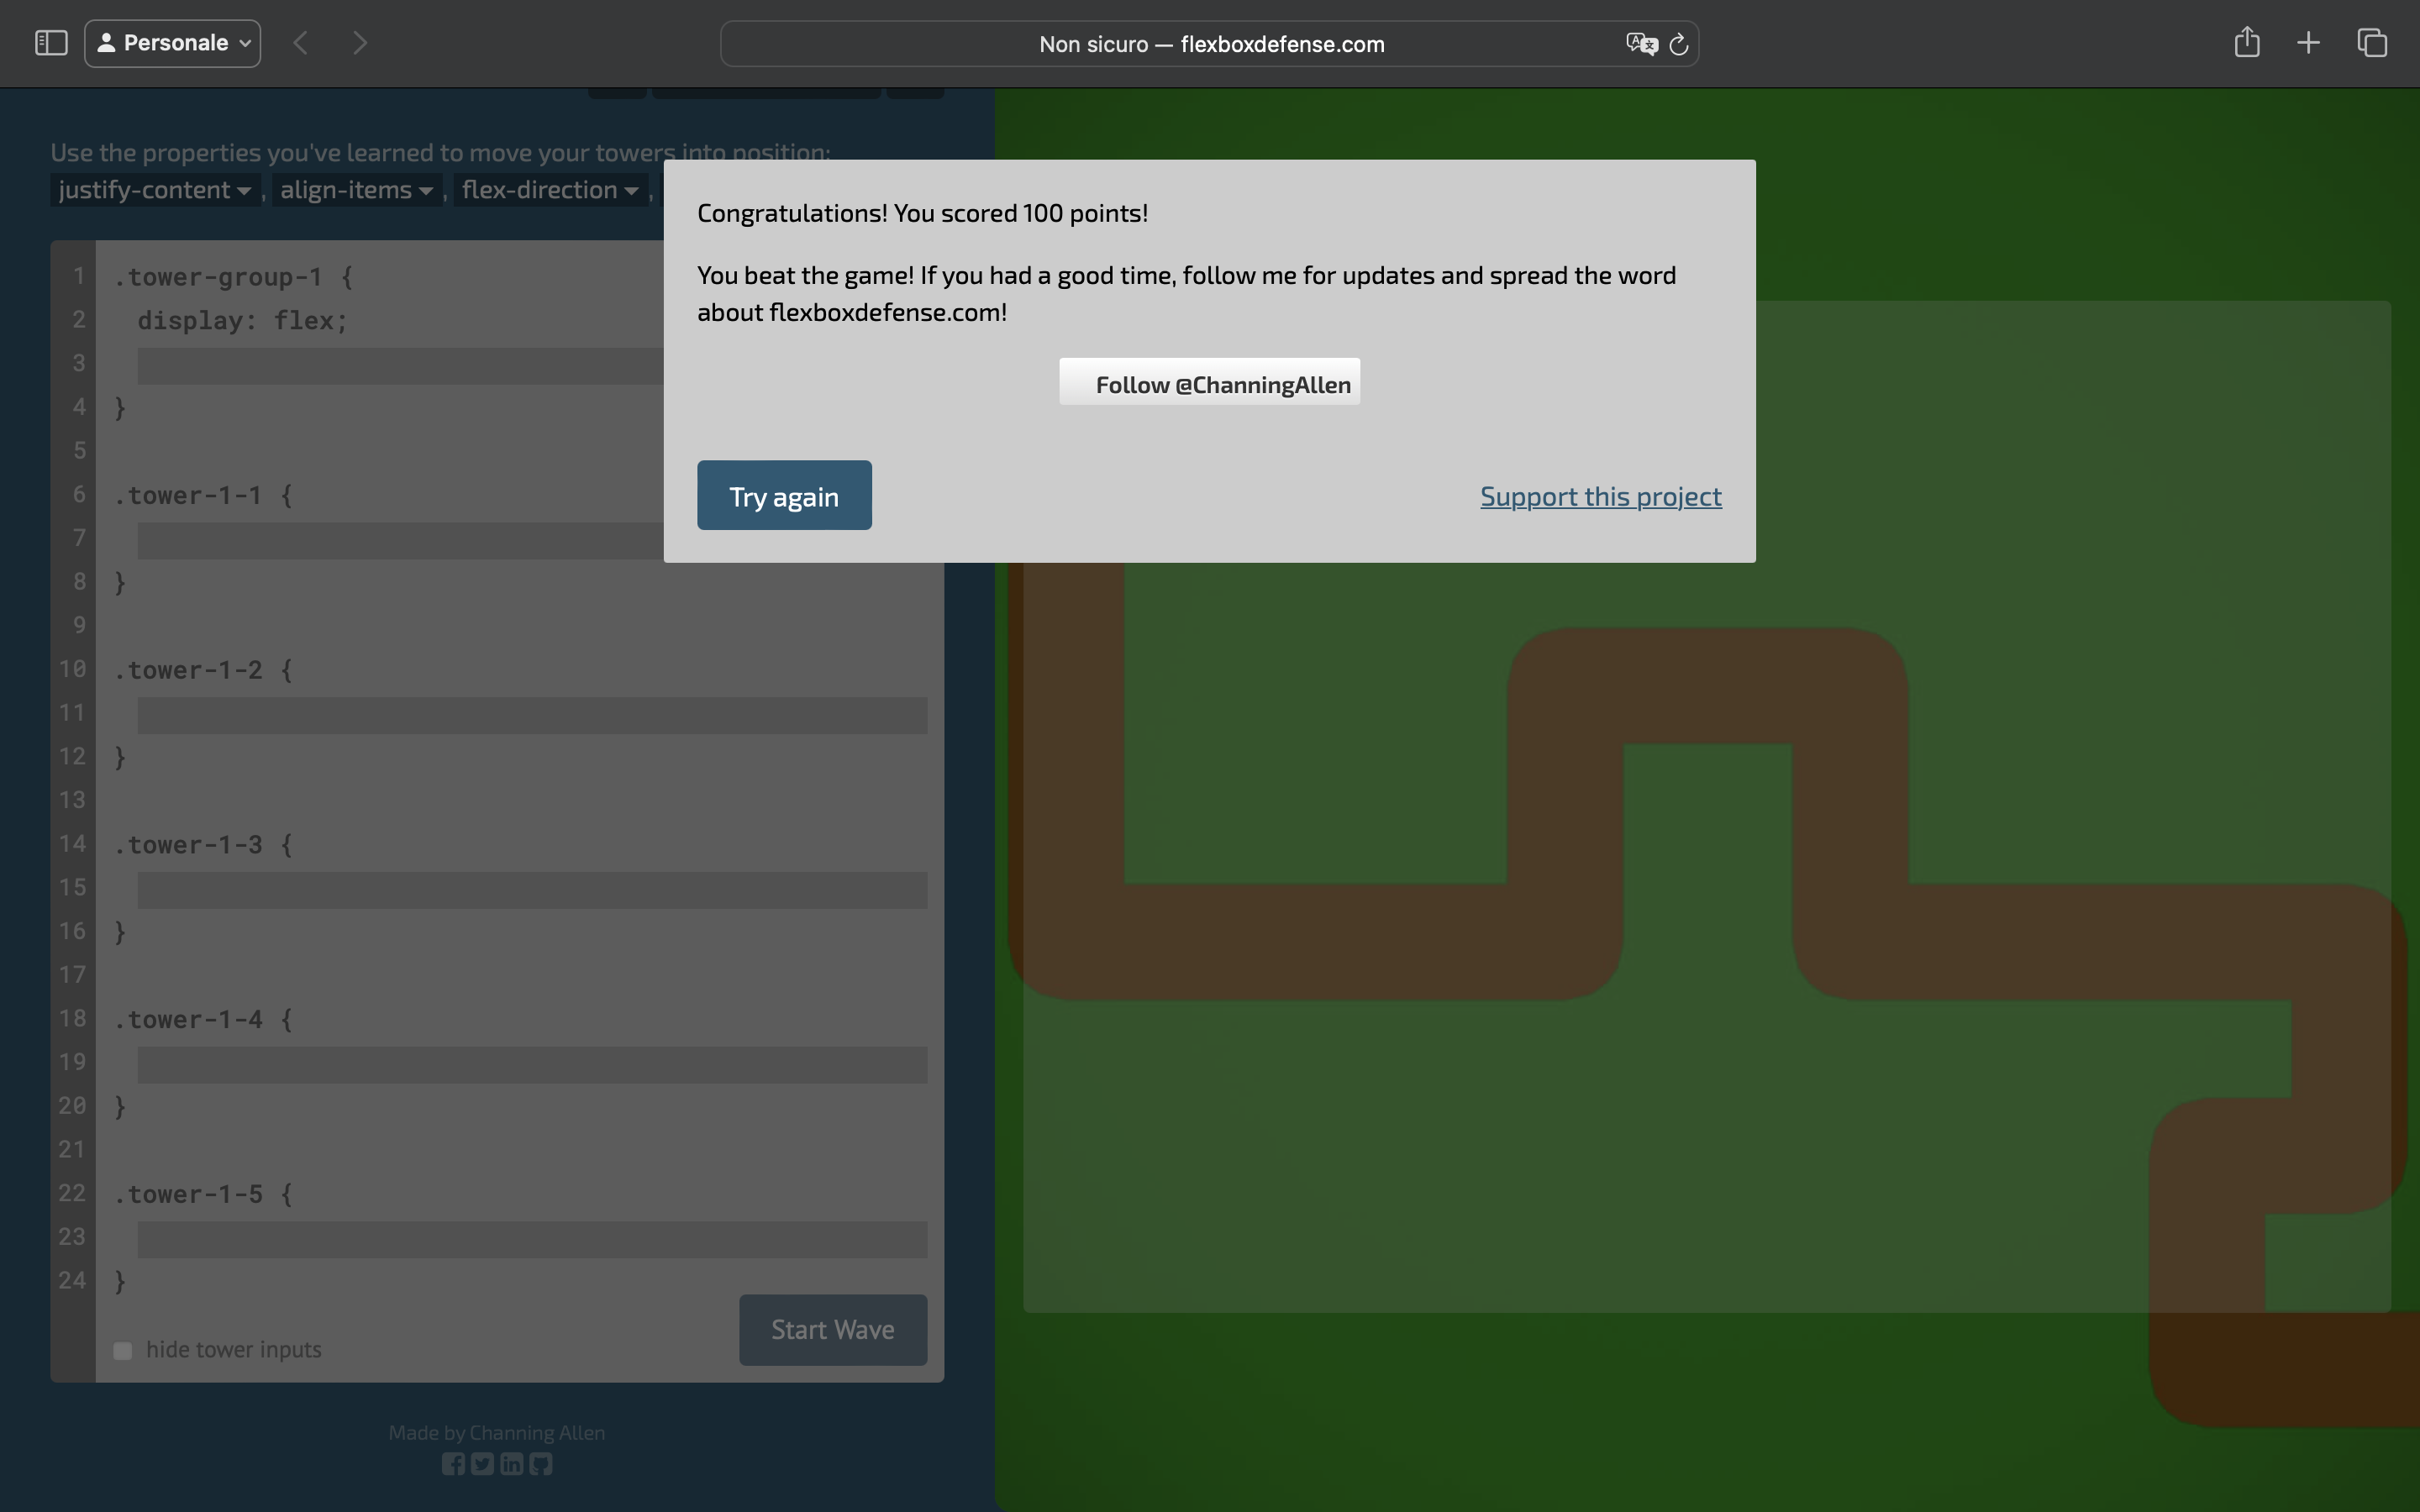 Personale
Non sicuro — flexboxdefense.com
Use the properties you've learned to move your towers into position:
justify-content , align-items , flex-direction ,
Congratulations! You scored 100 points!
You beat the game! If you had a good time, follow me for updates and spread the word
about flexboxdefense.com!
Follow @ChanningAllen
Try again
Support this project
1 .tower-group-1 {
2 display: flex;
3
4 }
5
6 .tower-1-1 {
7
8 }
9
10 .tower-1-2 {
11
12 }
13
14 .tower-1-3 {
15
16 }
17
18 .tower-1-4 {
19
20 }
21
22 .tower-1-5 {
23
24 }
hide tower inputs
Start Wave
Made by Channing Allen